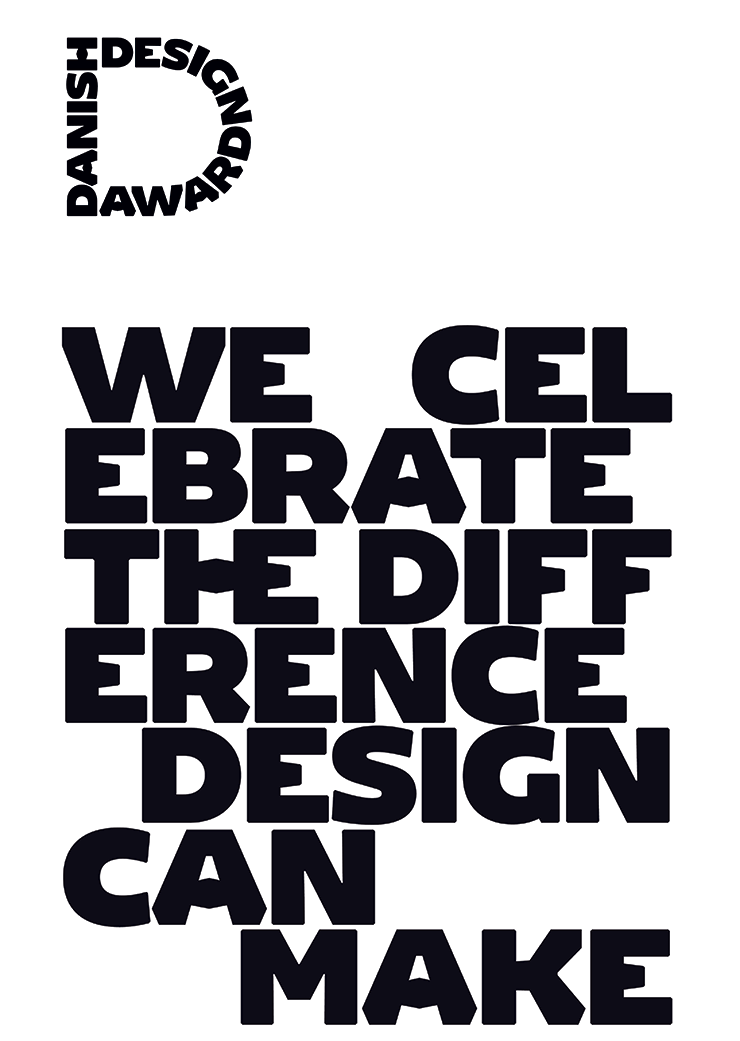 DANISH
DESIGN
AWARD
WE CEL
EBRATE
THE DIFF
ERENCE
DESIGN
CAN
MAKE